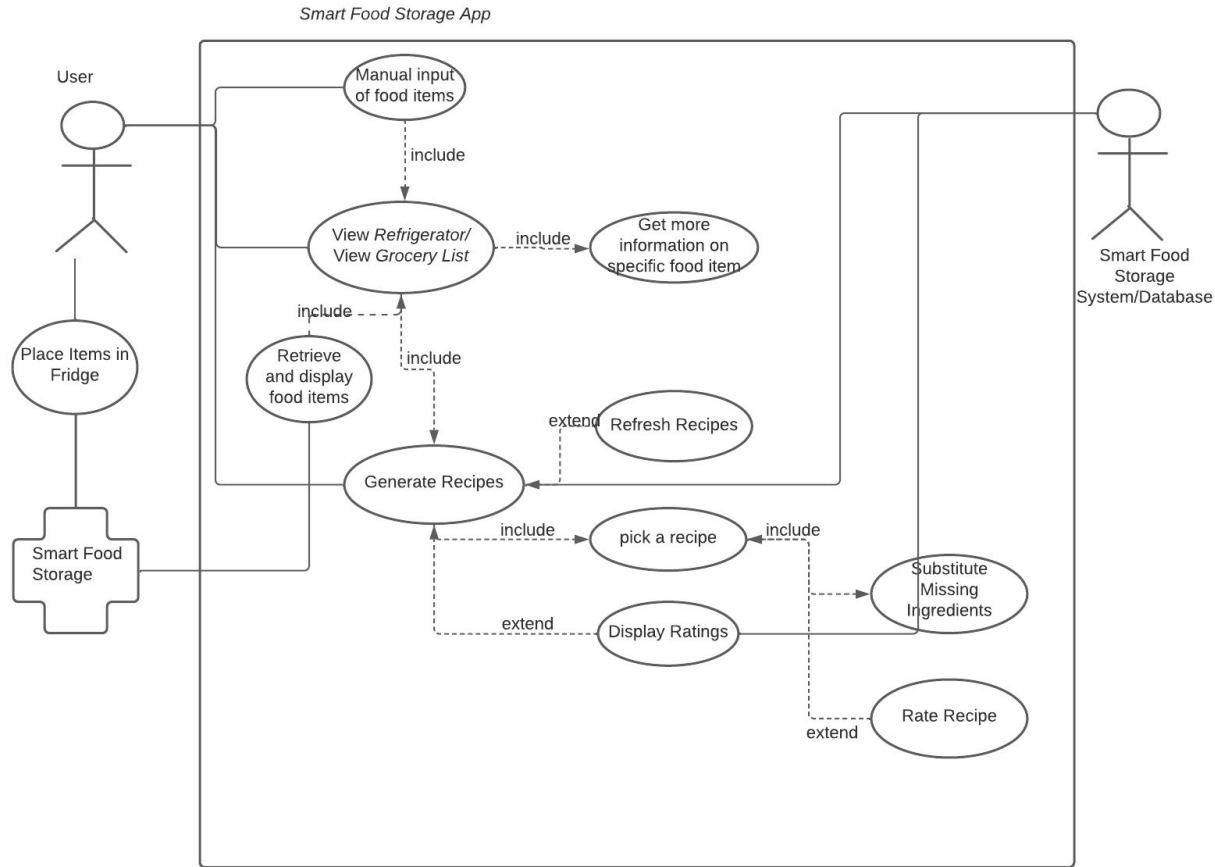 Smart Food Storage App
User
Manual input
of food items
include
View Refrigerator/
View Grocery List
include
Get more
information on
specific food item
Smart Food
Storage
System/Database
include
include
Place Items in
Fridge
Retrieve
and display
food items
extend
Refresh Recipes
Generate Recipes
include
pick a recipe
include
Smart Food
Storage
Substitute
Missing
Ingredients
extend
Display Ratings
Rate Recipe
extend